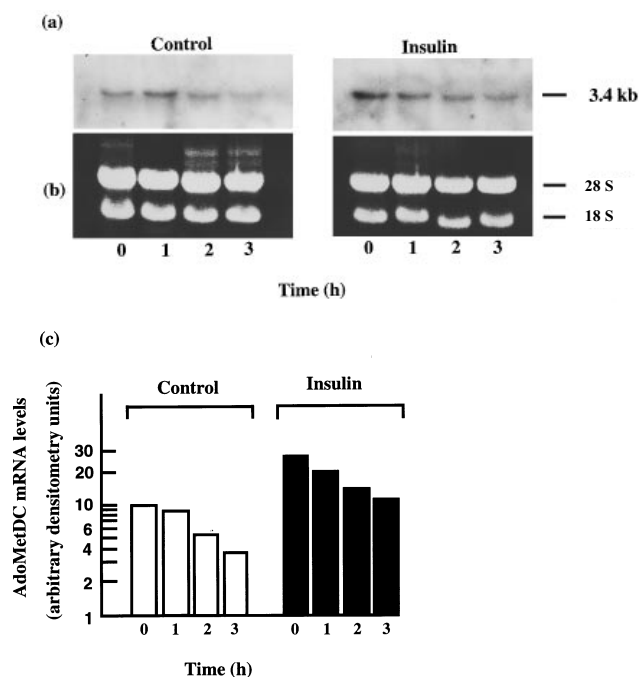 (a)
Control Insulin
3.4 kb
(b)
28 S
18 S
0 1 2 3 0 1 2 3
Time (h)
(c)
Control Insulin
AdoMetDC mRNA levels
(arbitrary densitometry units)
30
20
10
6
4
2
1
0 1 2 3 0 1 2 3
Time (h)